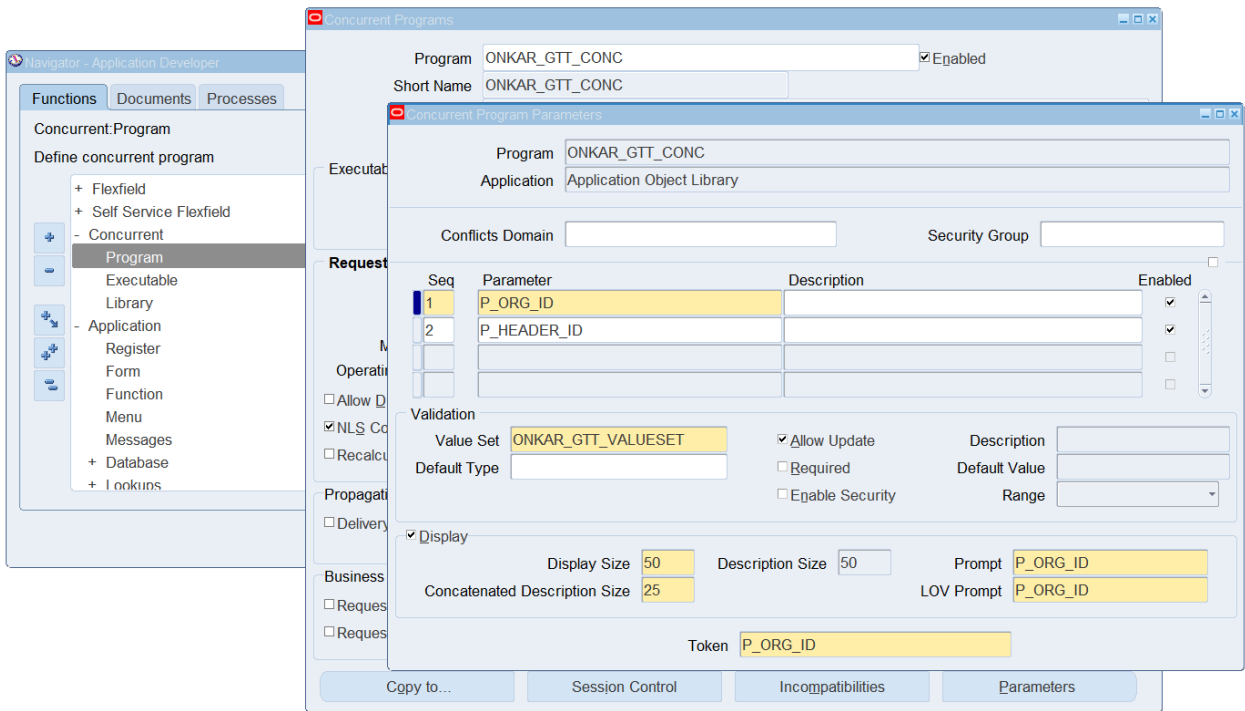 Navigator - Application Developer
Functions Documents Processes
Concurrent:Program
Define concurrent program
+ Flexfield
+ Self Service Flexfield
- Concurrent
Program
Executable
Library
- Application
Register
Form
Function
Menu
Messages
+ Database
+ Lookups
Concurrent Programs
Program ONKAR_GTT_CONC Enabled
Short Name ONKAR_GTT_CONC
Executab
Request
M
Operatin
Allow D
NLS Co
Recalcu
Propagati
Delivery
Business
Reques
Reques
Concurrent Program Parameters
Program ONKAR_GTT_CONC
Application Application Object Library
Conflicts Domain Security Group
Seq Parameter Description Enabled
1 P_ORG_ID
2 P_HEADER_ID
Validation
Value Set ONKAR_GTT_VALUESET Allow Update Description
Default Type Required Default Value
Enable Security Range
Display
Display Size 50 Description Size 50 Prompt P_ORG_ID
Concatenated Description Size 25 LOV Prompt P_ORG_ID
Token P_ORG_ID
Copy to... Session Control Incompatibilities Parameters